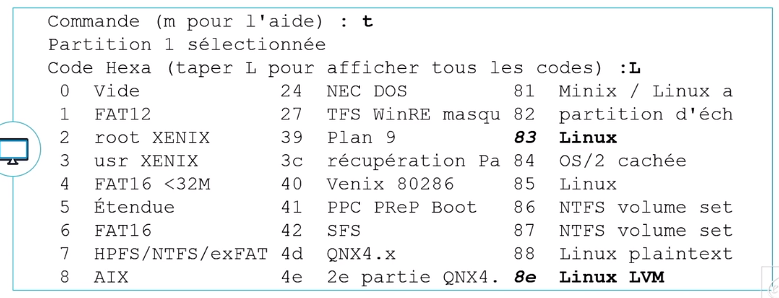 Commande (m pour l'aide) : t
Partition 1 sélectionnée
Code Hexa (taper L pour afficher tous les codes) :L
0 Vide 24 NEC DOS 81 Minix / Linux a
1 FAT12 27 TFS WinRE masqu 82 partition d'éch
2 root XENIX 39 Plan 9 83 Linux
3 usr XENIX 3c récupération Pa 84 OS/2 cachée
4 FAT16 <32M 40 Venix 80286 85 Linux
5 Étendue 41 PPC PReP Boot 86 NTFS volume set
6 FAT16 42 SFS 87 NTFS volume set
7 HPFS/NTFS/exFAT 4d QNX4.x 88 Linux plaintext
8 AIX 4e 2e partie QNX4. 8e Linux LVM